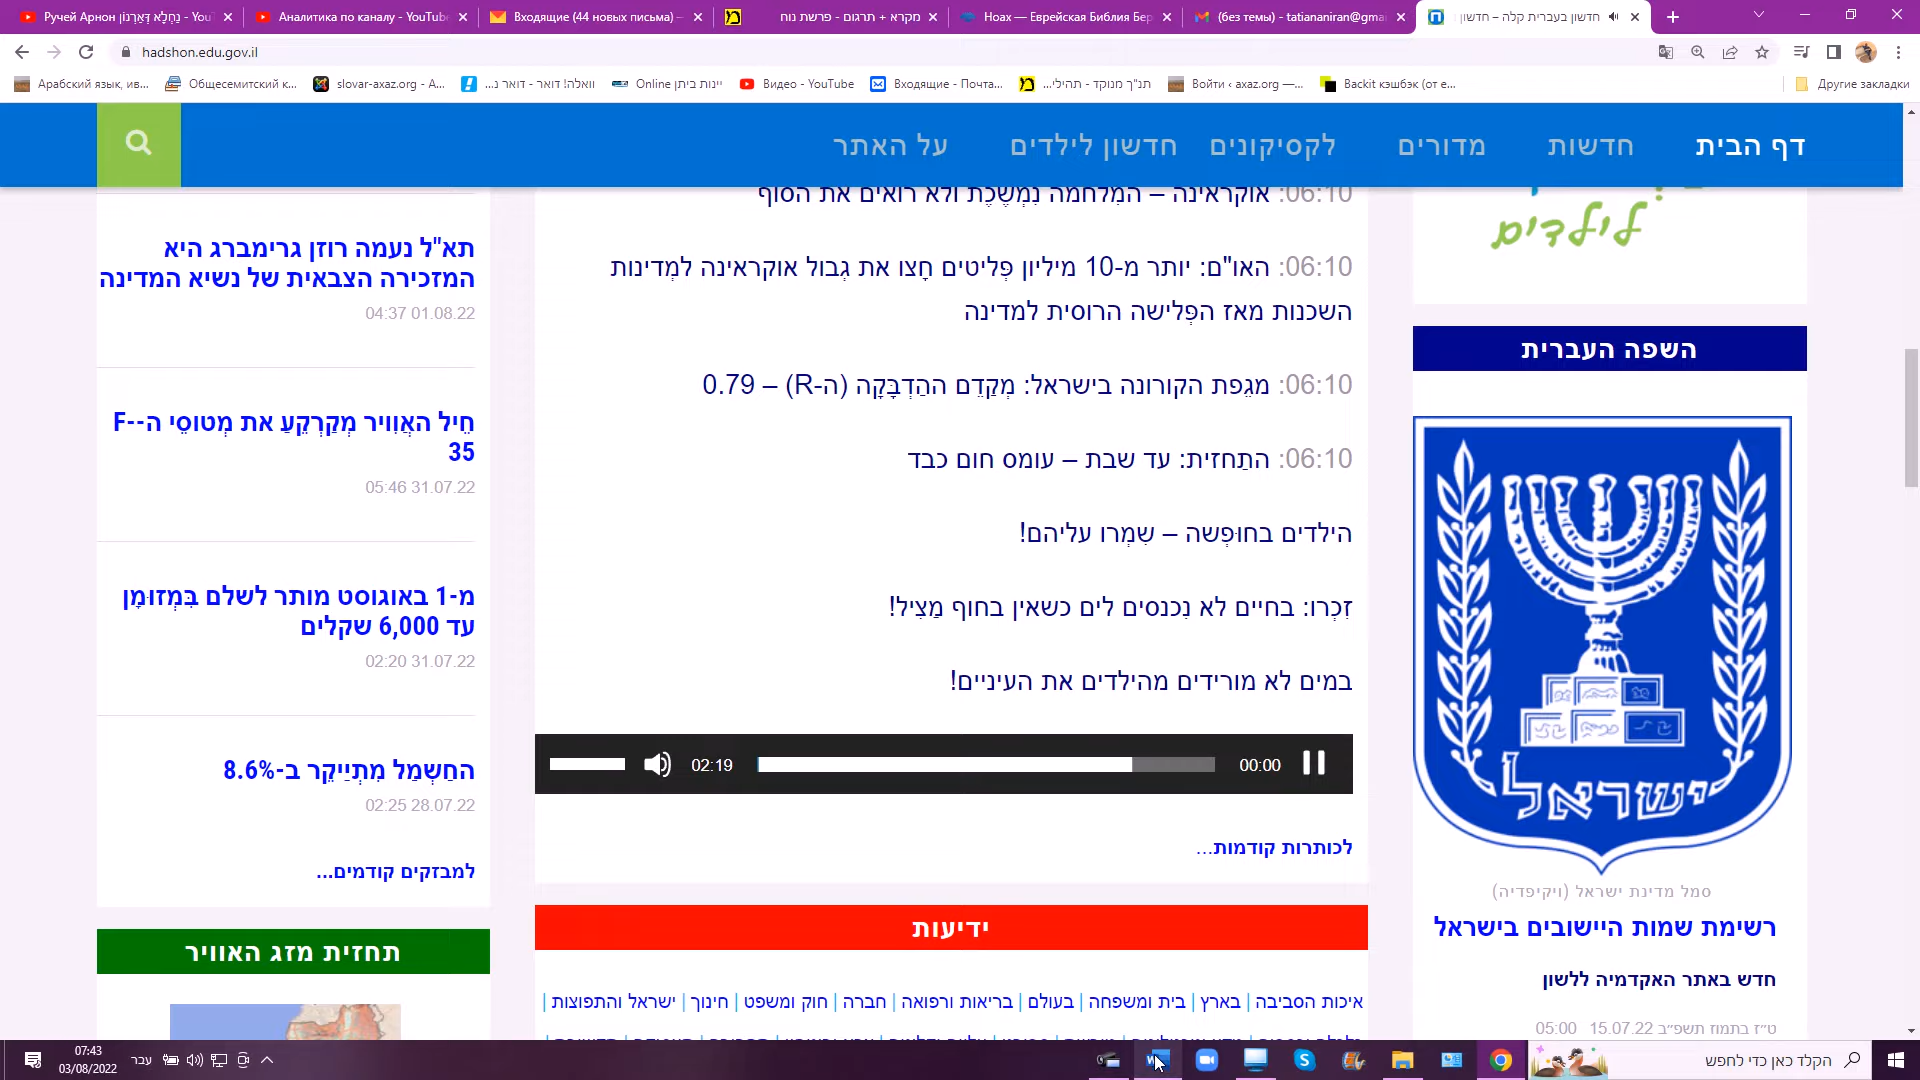 Ручей Арнон נַחְלָא דְּאַרְנוֹן - You
Аналитика по каналу - YouTube
Входящие (44 новых письма) –
מקרא + תרגום - פרשת נוח
Ноах — Еврейская Библия Бер
(без темы) - tatiananiran@gmai
חדשון בעברית קלה – חדשון
hadshon.edu.gov.il
Арабский язык, ив...
Общесемитский к...
slovar-axaz.org - A...
וואלה! דואר - דואר נ...
Online יינות ביתן
Видео - YouTube
Входящие - Почта...
תנ"ך מנוקד - תהילי...
Войти ‹ axaz.org —...
Backit кэшбэк (от е...
Другие закладки
דף הבית
חדשות
מדורים
לקסיקונים
חדשון לילדים
על האתר
לילדים
השפה העברית
ישראל
סמל מדינת ישראל (ויקיפדיה)
רשימת שמות היישובים בישראל
חדש באתר האקדמיה ללשון
ט״ז בתמוז תשפ״ב 15.07.22 05:00
06:10: אוקראינה – המִלחמה נִמְשֶׁכֶת ולא רואים את הסוף
06:10: האו"ם: יותר מ-10 מיליון פְּליטים חָצו את גְבול אוקראינה למְדינות
השכנות מאז הפְּלישה הרוסית למדינה
06:10: מגֵפת הקורונה בישראל: מְקַדֵם ההַדְבָּקָה (ה-R) – 0.79
06:10: התַחזית: עד שבת – עומס חום כבד
הילדים בחוּפְשה – שִמְרו עליהם!
זִכְרו: בחיים לא נִכנסים לים כשאין בחוף מַצִיל!
במים לא מורידים מהילדים את העיניים!
02:19
00:00
לכותרות קודמות...
ידיעות
איכות הסביבה | בארץ | בית ומשפחה | בעולם | בריאות ורפואה | חברה | חוק ומשפט | חינוך | ישראל והתפוצות |
תא"ל נעמה רוזן גרימברג היא
המזכירה הצבאית של נשיא המדינה
04:37 01.08.22
חֵיל האֲוִויר מְקַרְקֵעַ את מְטוסֵי ה--F
35
05:46 31.07.22
מ-1 באוגוסט מותר לשלם בִּמְזוּמָן
עד 6,000 שקלים
02:20 31.07.22
החַשְמַל מִתְיַיקֵר ב-8.6%
02:25 28.07.22
למבזקים קודמים...
תחזית מזג האוויר
07:43
03/08/2022
עבר
הקלד כאן כדי לחפש